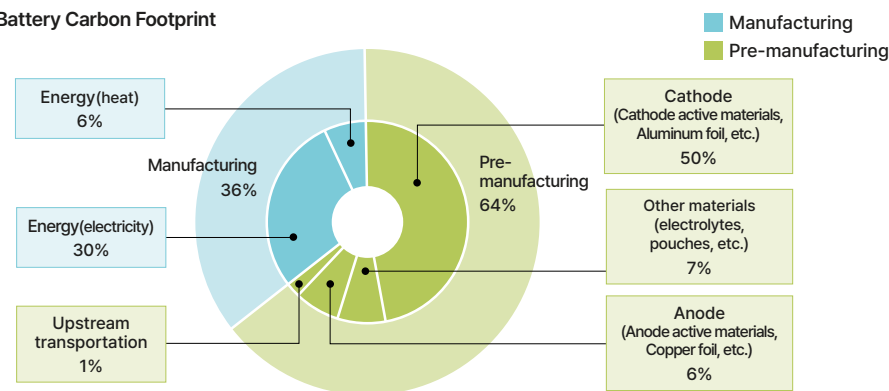 Battery Carbon Footprint
Manufacturing
Pre-manufacturing
Energy(heat)
6%
Manufacturing
36%
Energy(electricity)
30%
Upstream
transportation
1%
Pre-
manufacturing
64%
Cathode
(Cathode active materials,
Aluminum foil, etc.)
50%
Other materials
(electrolytes,
pouches, etc.)
7%
Anode
(Anode active materials,
Copper foil, etc.)
6%